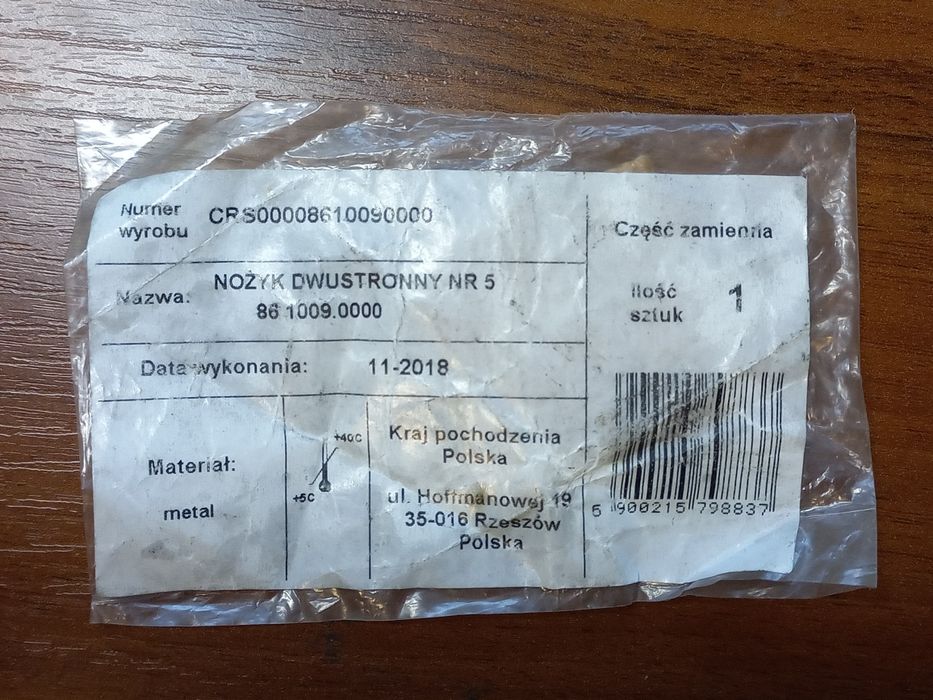 Numer
wyrobu
CRS00008610090000
Część zamienna
Nazwa:
NOŻYK DWUSTRONNY NR 5
86.1009.0000
Ilość
sztuk
1
Data wykonania:
11-2018
Materiał:
metal
+40C
+5C
Kraj pochodzenia
Polska
ul. Hoffmanowej 19
35-016 Rzeszów
Polska
5 900215 798837